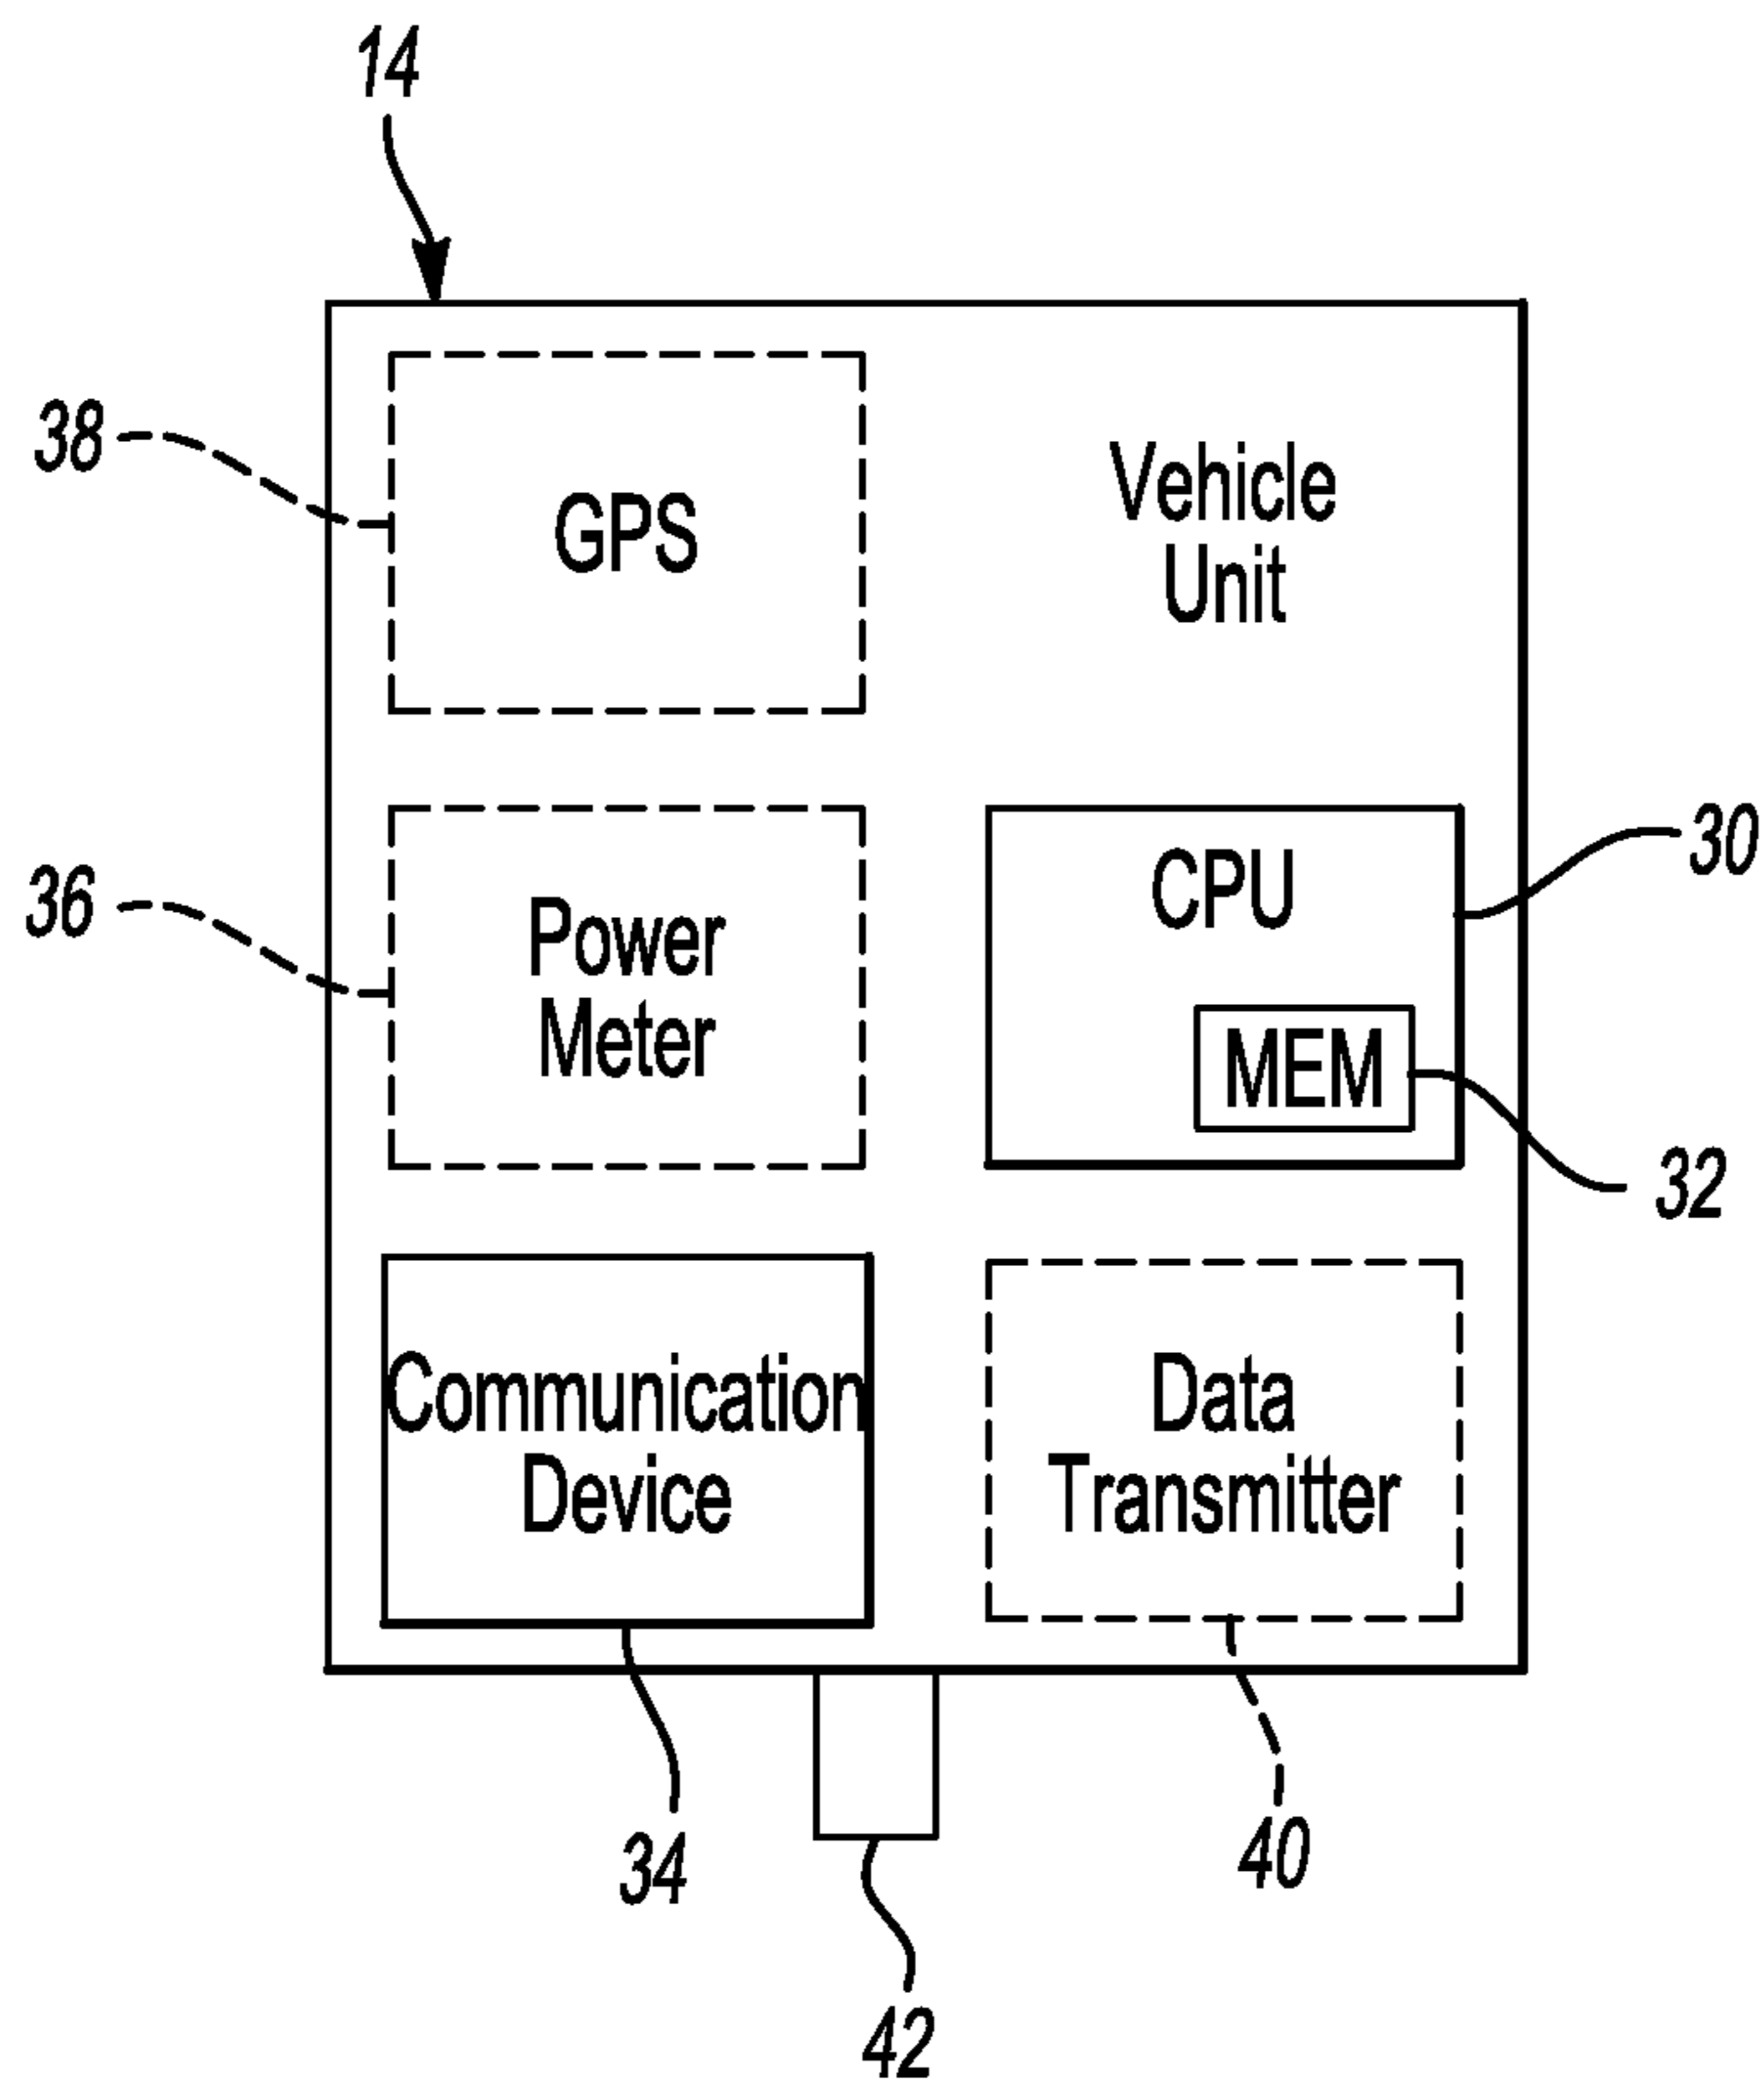 14
38
GPS
Vehicle
Unit
36
Power
Meter
CPU
30
MEM
32
Communication
Device
Data
Transmitter
34
40
42